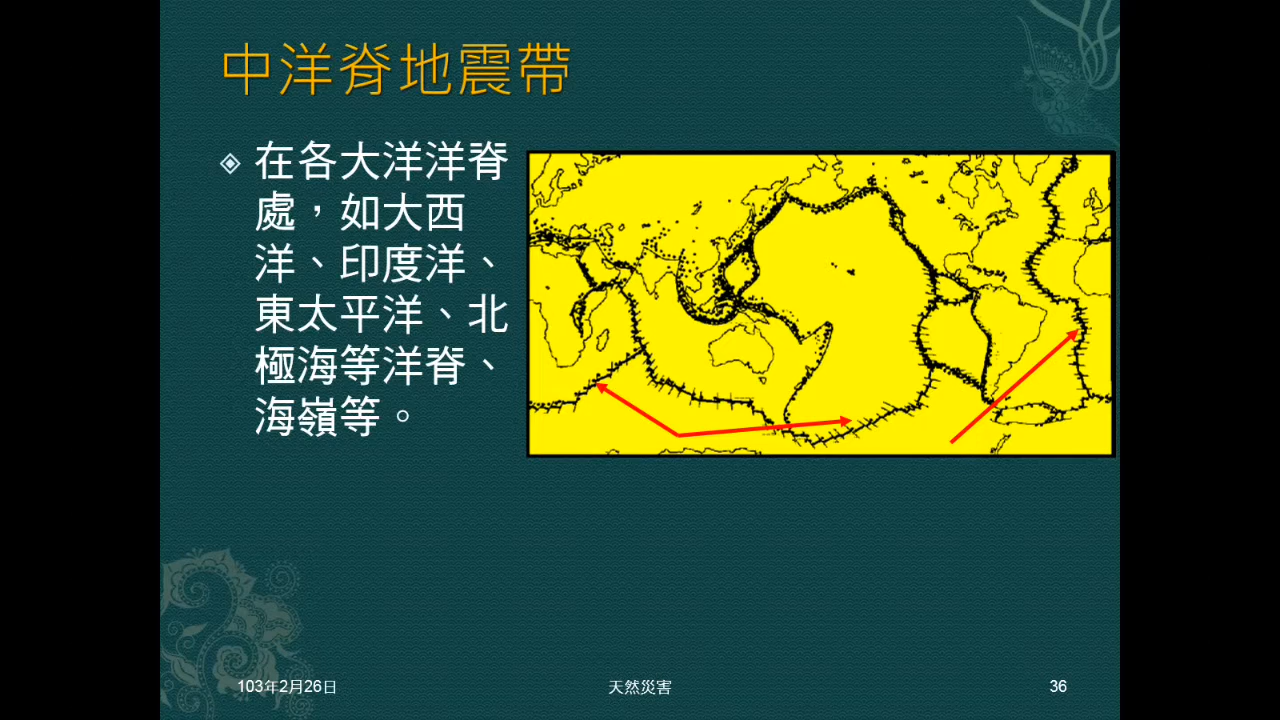 中洋脊地震帶
在各大洋洋脊
處，如大西
洋、印度洋、
東太平洋、北
極海等洋脊、
海嶺等。
103年2月26日
天然災害
36